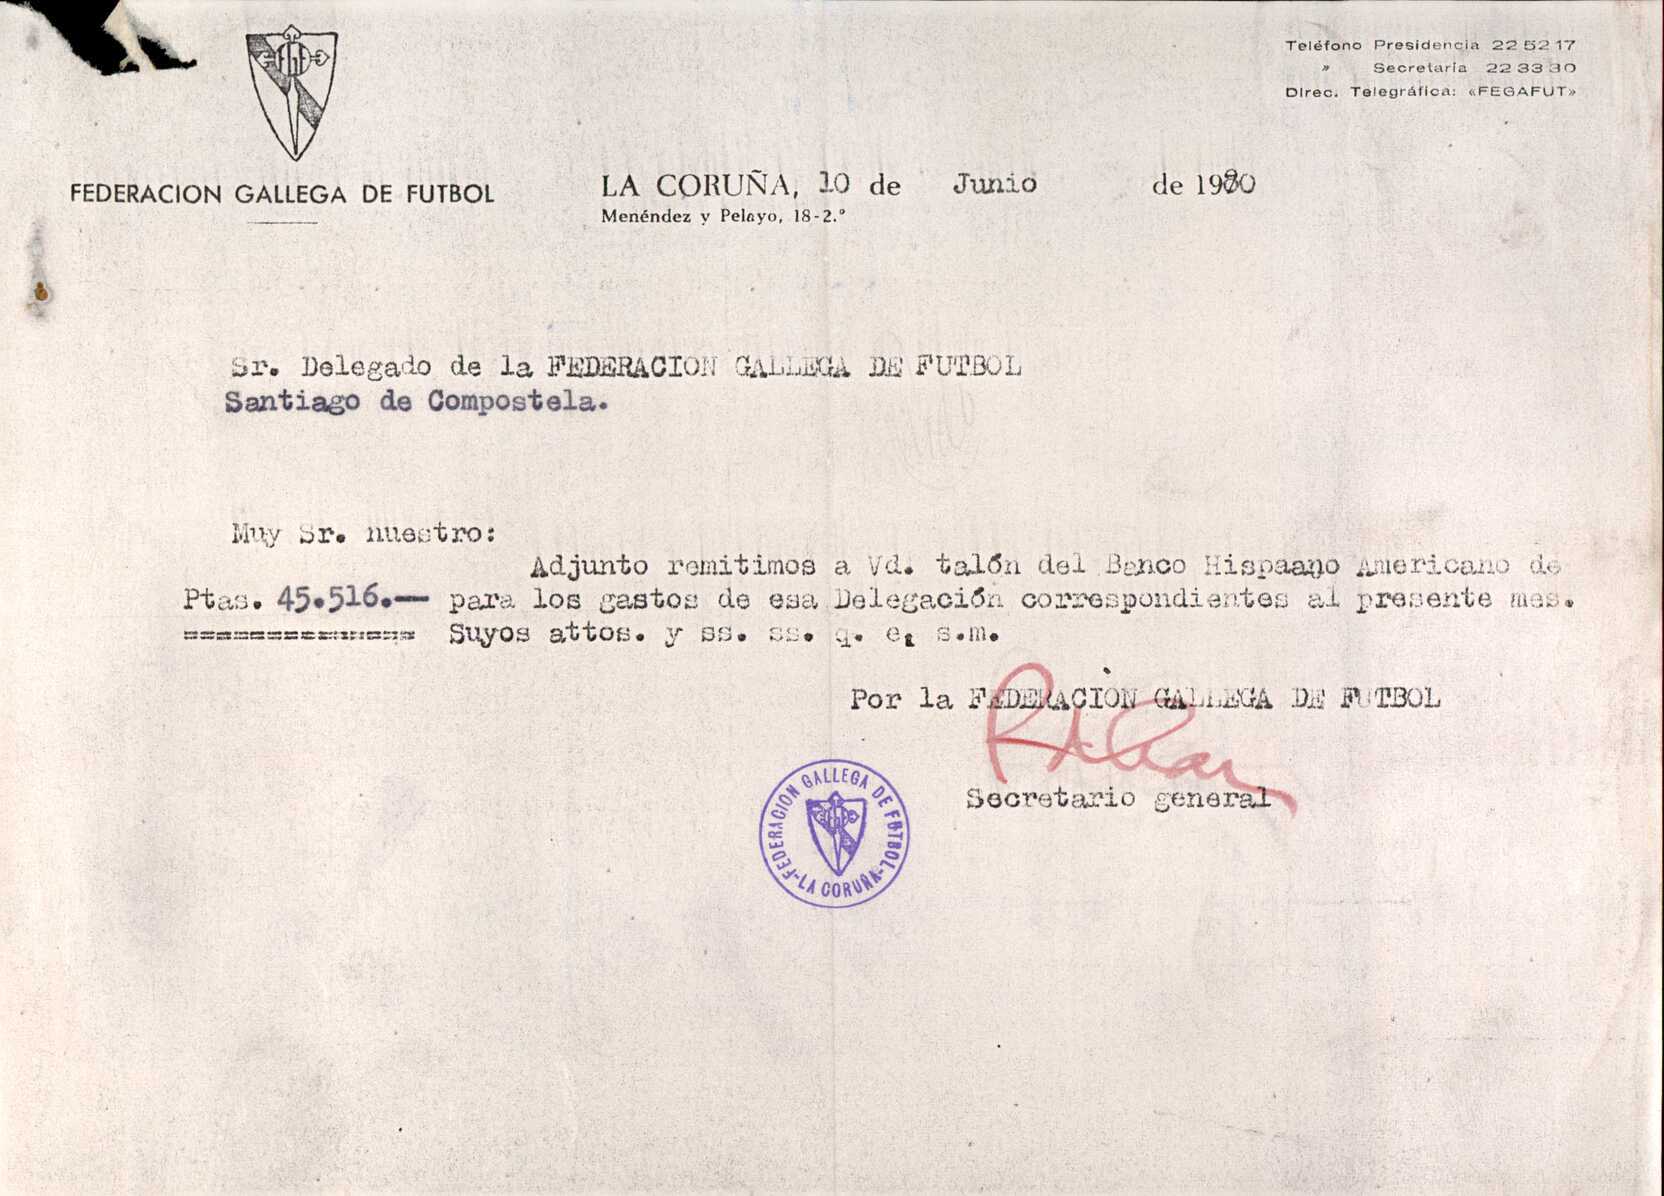 Teléfono Presidencia 22 52 17
» Secretaría 22 33 30
Direc. Telegráfica: «FEGAFUT»
FEDERACION GALLEGA DE FUTBOL
LA CORUÑA, 10 de Junio de 1980
Menéndez y Pelayo, 18-2.º
Sr. Delegado de la FEDERACION GALLEGA DE FUTBOL
Santiago de Compostela.
Muy Sr. nuestro:
Adjunto remitimos a Vd. talón del Banco Hispaano Americano de
Ptas. 45.516.— para los gastos de esa Delegación correspondientes al presente mes.
================ Suyos attos. y ss. ss. q. e. s.m.
Por la FEDERACIÒN GALLEGA DE FUTBOL
Secretario general
FEDERACION GALLEGA DE FUTBOL
-LA CORUÑA-